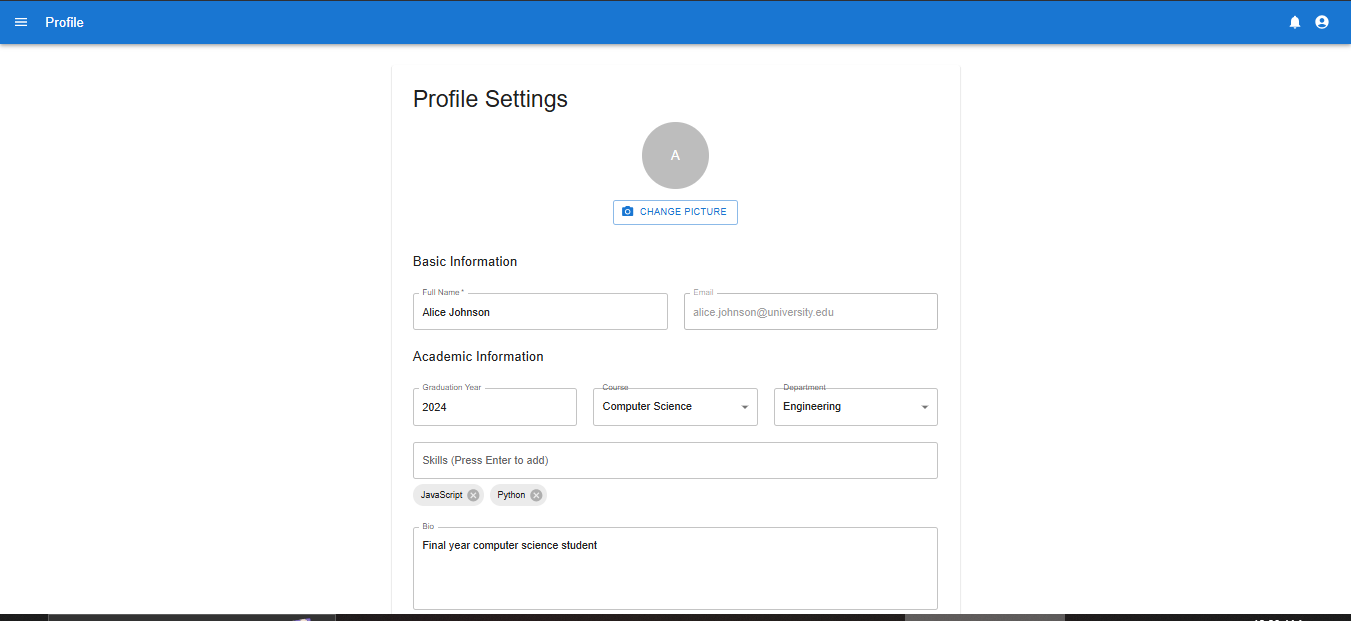 Profile
Profile Settings
A
CHANGE PICTURE
Basic Information
Full Name *
Email
Alice Johnson
alice.johnson@university.edu
Academic Information
Graduation Year
Course
Department
2024
Computer Science
Engineering
Skills (Press Enter to add)
JavaScript
Python
Bio
Final year computer science student